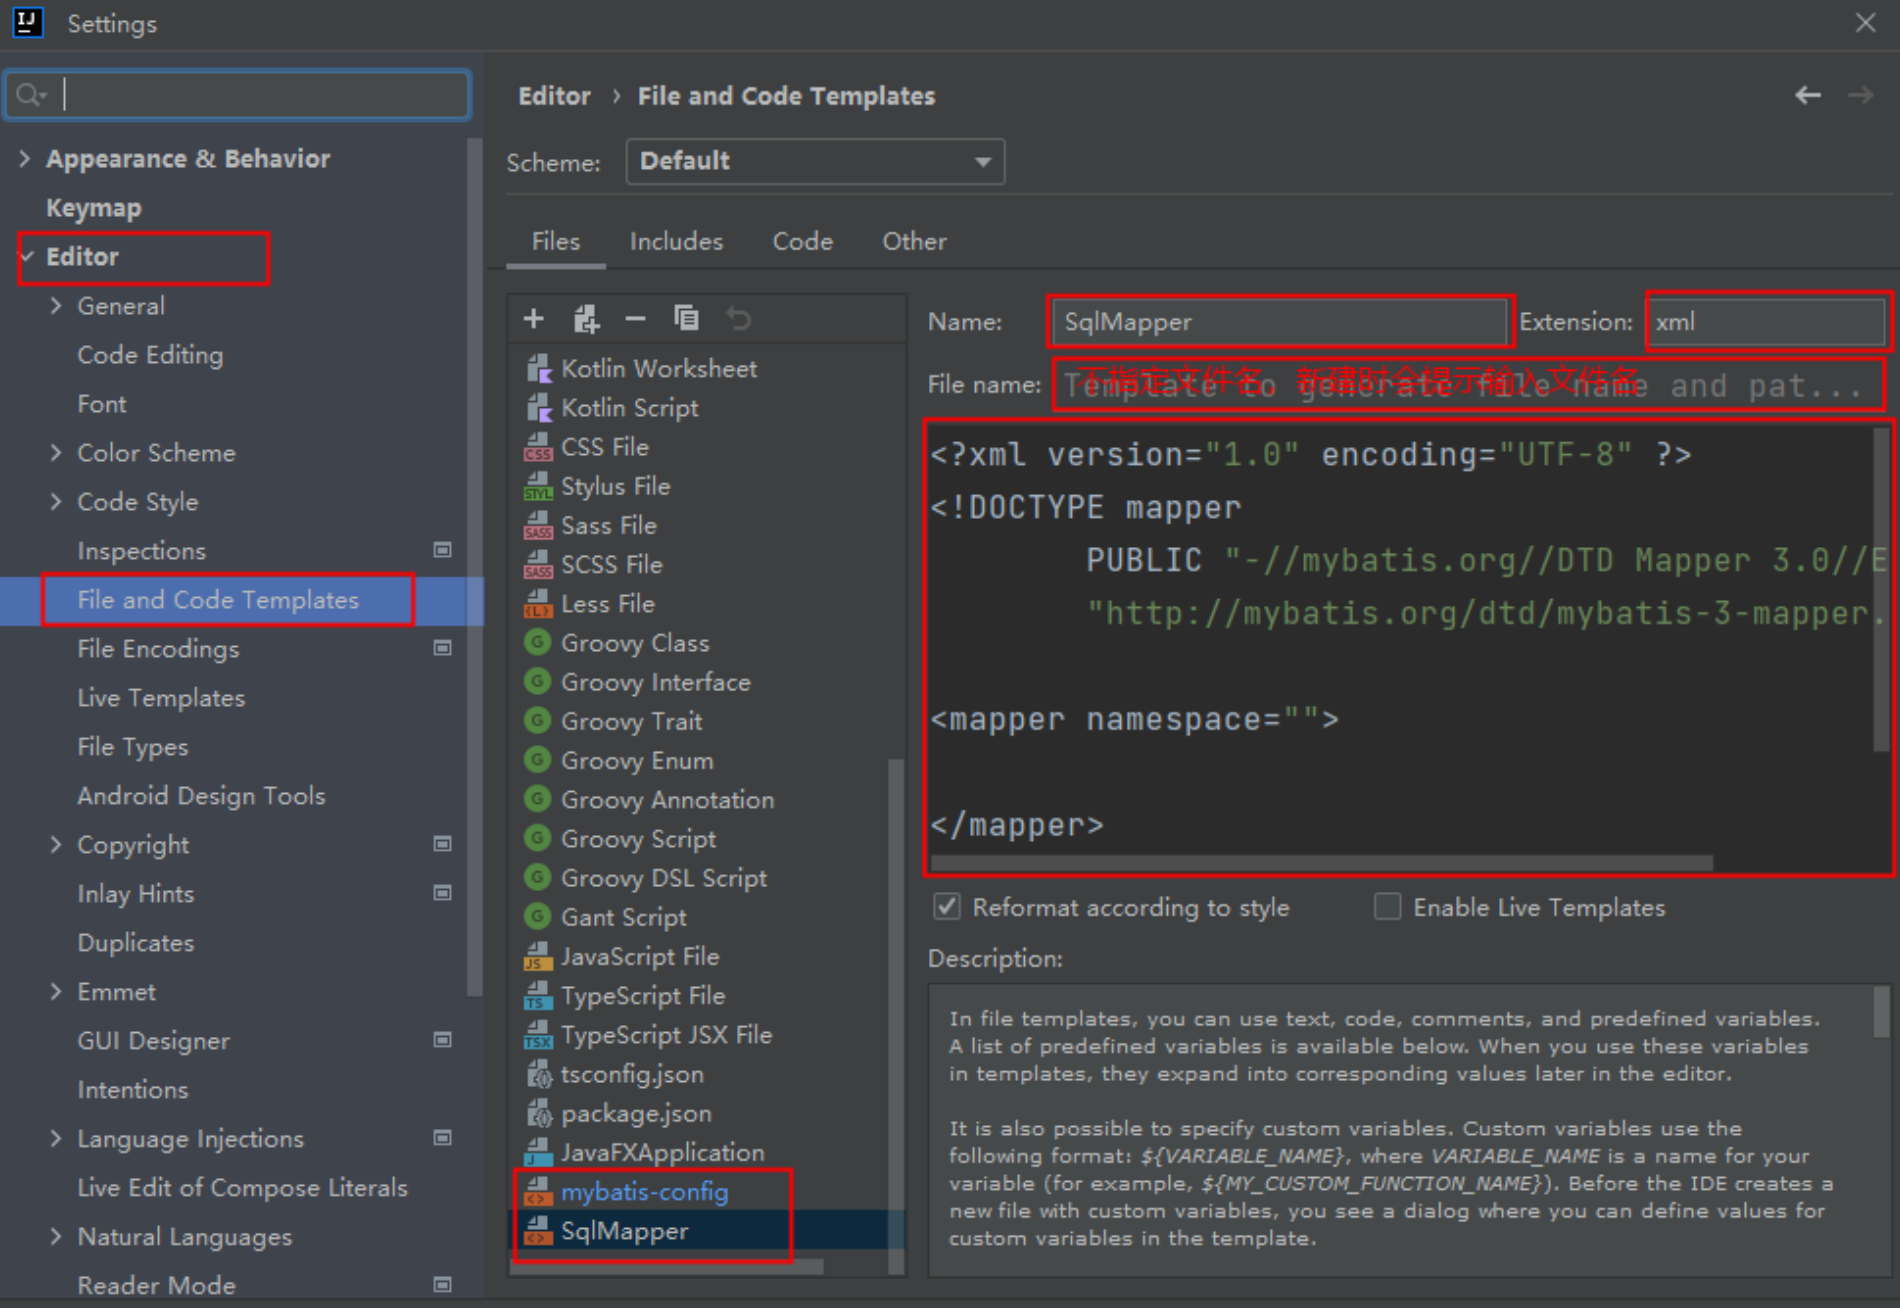 Settings
Appearance & Behavior
Keymap
Editor
General
Code Editing
Font
Color Scheme
Code Style
Inspections
File and Code Templates
File Encodings
Live Templates
File Types
Android Design Tools
Copyright
Inlay Hints
Duplicates
Emmet
GUI Designer
Intentions
Language Injections
Live Edit of Compose Literals
Natural Languages
Reader Mode
Editor › File and Code Templates
Scheme: Default
Files Includes Code Other
Kotlin Worksheet
Kotlin Script
CSS File
Stylus File
Sass File
SCSS File
Less File
Groovy Class
Groovy Interface
Groovy Trait
Groovy Enum
Groovy Annotation
Groovy Script
Groovy DSL Script
Gant Script
JavaScript File
TypeScript File
TypeScript JSX File
tsconfig.json
package.json
JavaFXApplication
mybatis-config
SqlMapper
Name: SqlMapper Extension: xml
File name: Template to generate file name and pat...
不指定文件名，新建时会提示输入文件名
<?xml version="1.0" encoding="UTF-8" ?>
<!DOCTYPE mapper
PUBLIC "-//mybatis.org//DTD Mapper 3.0//E
"http://mybatis.org/dtd/mybatis-3-mapper.
<mapper namespace="">
</mapper>
Reformat according to style Enable Live Templates
Description:
In file templates, you can use text, code, comments, and predefined variables.
A list of predefined variables is available below. When you use these variables
in templates, they expand into corresponding values later in the editor.
It is also possible to specify custom variables. Custom variables use the
following format: ${VARIABLE_NAME}, where VARIABLE_NAME is a name for your
variable (for example, ${MY_CUSTOM_FUNCTION_NAME}). Before the IDE creates a
new file with custom variables, you see a dialog where you can define values for
custom variables in the template.